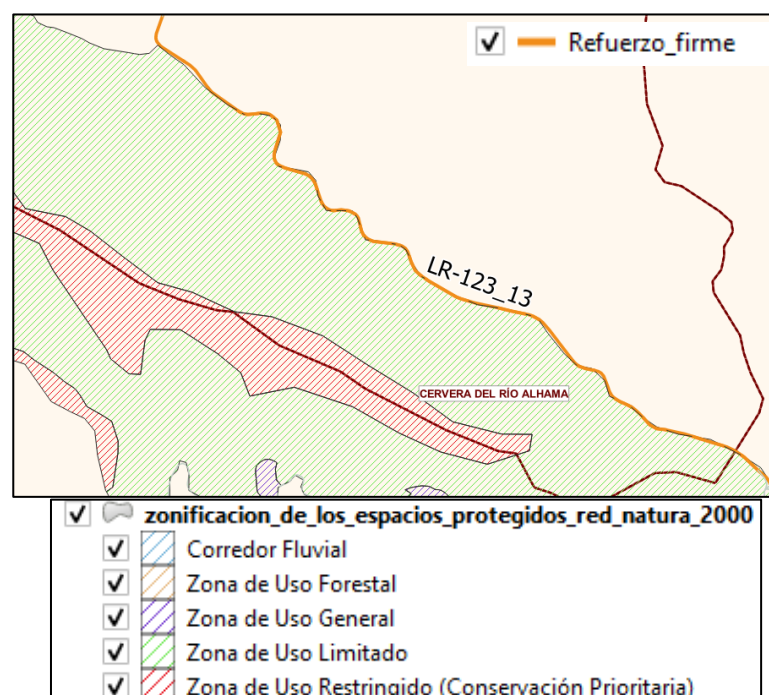 Refuerzo_firme
LR-123_13
CERVERA DEL RÍO ALHAMA
zonificacion_de_los_espacios_protegidos_red_natura_2000
Corredor Fluvial
Zona de Uso Forestal
Zona de Uso General
Zona de Uso Limitado
Zona de Uso Restringido (Conservación Prioritaria)